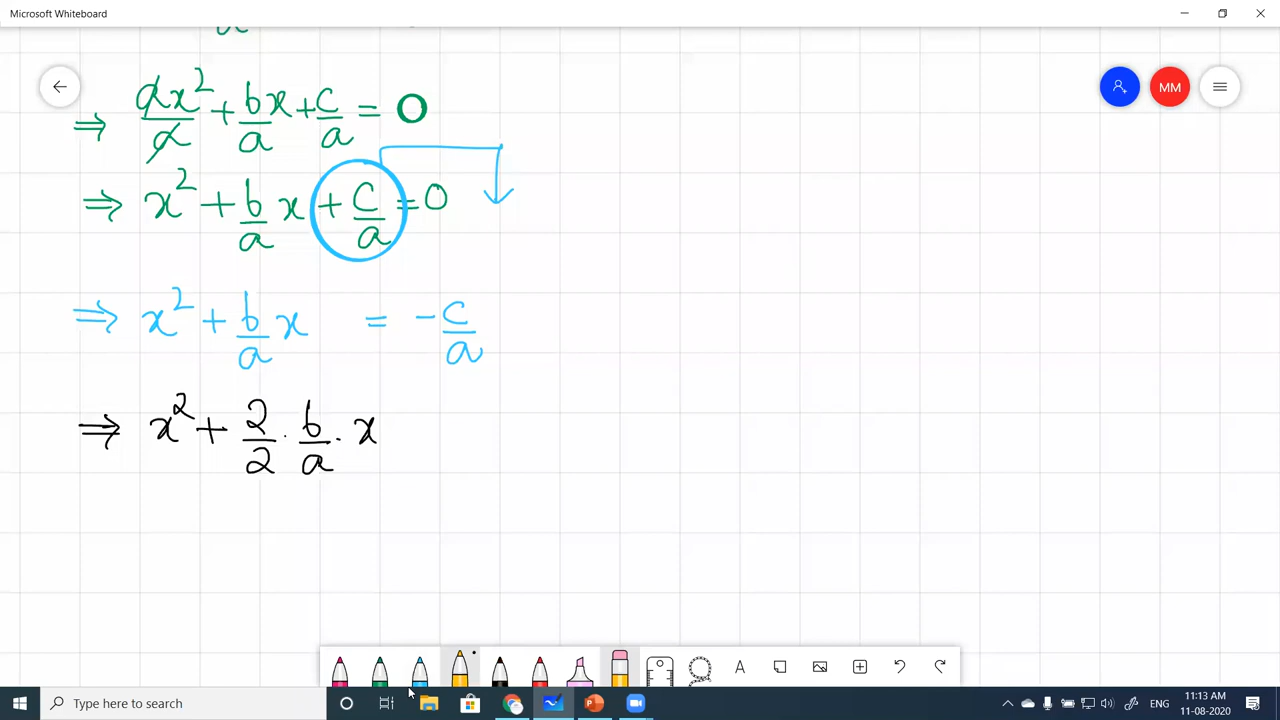 Microsoft Whiteboard
a
MM
⇒ ax²/a + bx/a + c/a = 0
⇒ x² + b/a x + c/a = 0
⇒ x² + b/a x = -c/a
⇒ x² + 2/2 · b/a · x
A
Type here to search
ENG
11:13 AM
11-08-2020